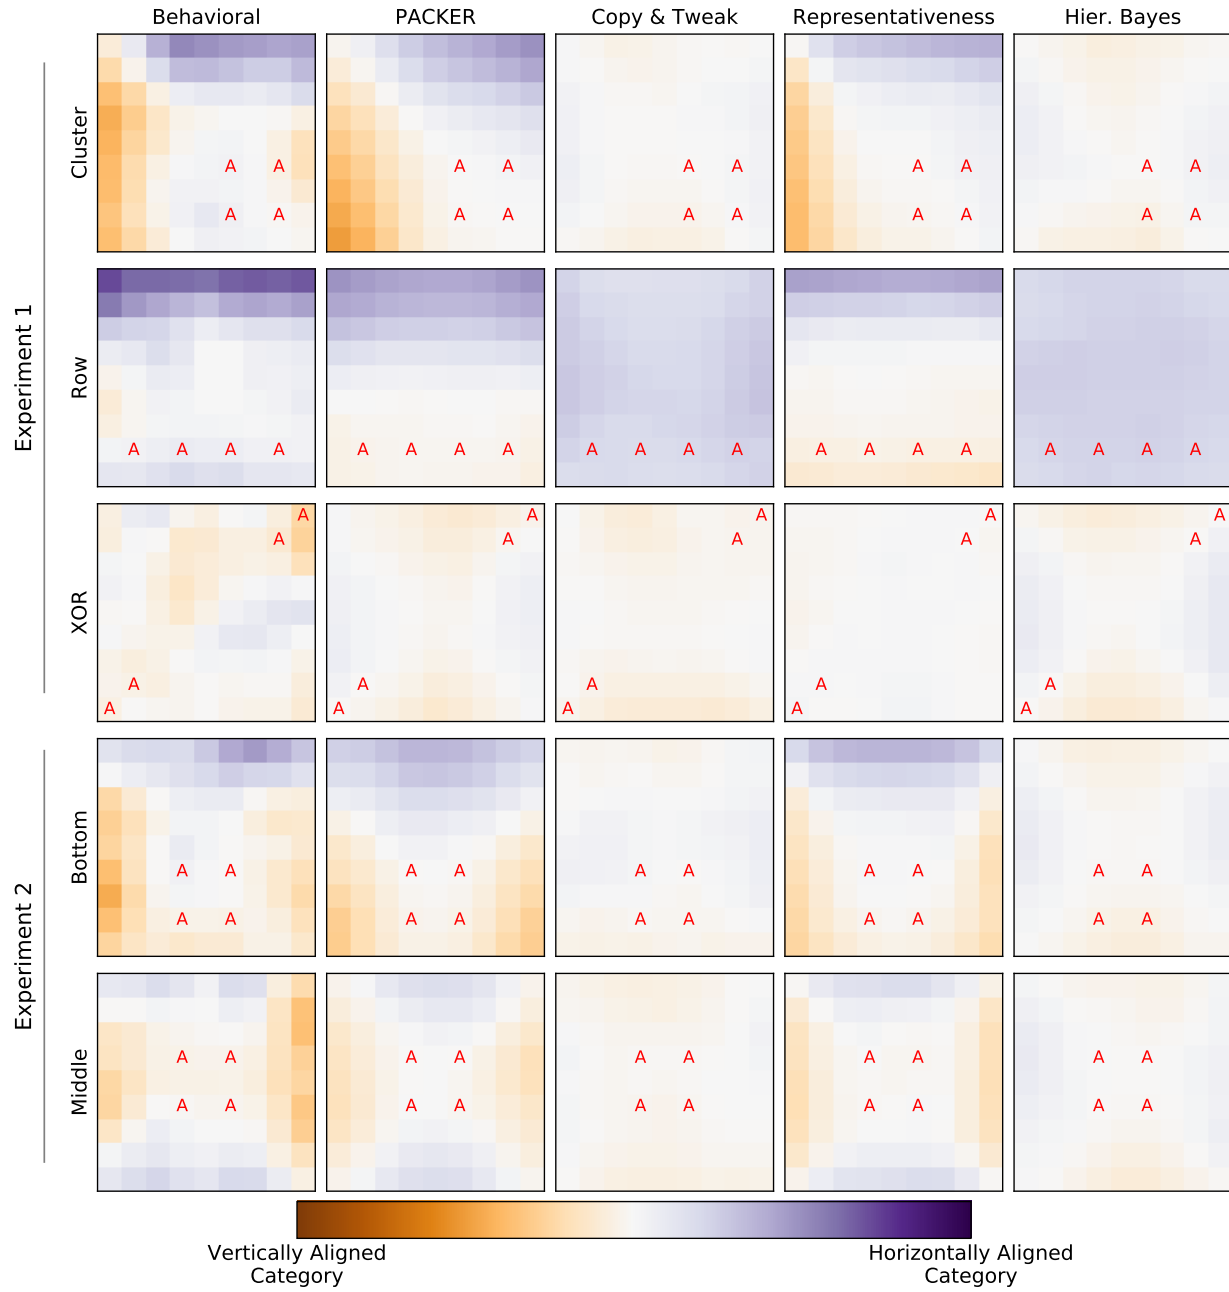 Behavioral PACKER Copy & Tweak Representativeness Hier. Bayes
Experiment 1
Cluster
A A A A A A A A A A
A A A A A A A A A A
Row
A A A A A A A A A A A A A A A A A A A A
XOR
A A A A A
A A A A A
A A A A A
A A A A A
Experiment 2
Bottom
A A A A A A A A A A
A A A A A A A A A A
Middle
A A A A A A A A A A
A A A A A A A A A A
Vertically Aligned
Category
Horizontally Aligned
Category